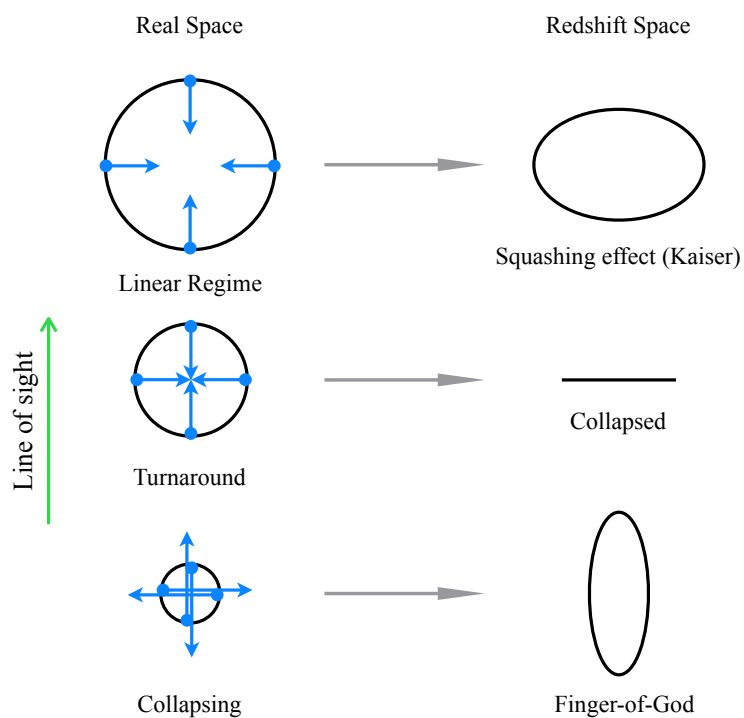 Real Space
Redshift Space
Linear Regime
Squashing effect (Kaiser)
Line of sight
Turnaround
Collapsed
Collapsing
Finger-of-God